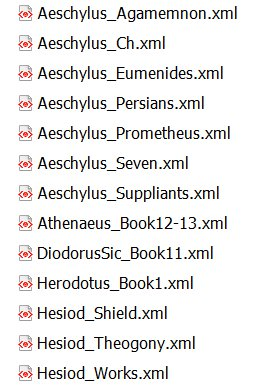 Aeschylus_Agamemnon.xml
Aeschylus_Ch.xml
Aeschylus_Eumenides.xml
Aeschylus_Persians.xml
Aeschylus_Prometheus.xml
Aeschylus_Seven.xml
Aeschylus_Suppliants.xml
Athenaeus_Book12-13.xml
DiodorusSic_Book11.xml
Herodotus_Book1.xml
Hesiod_Shield.xml
Hesiod_Theogony.xml
Hesiod_Works.xml